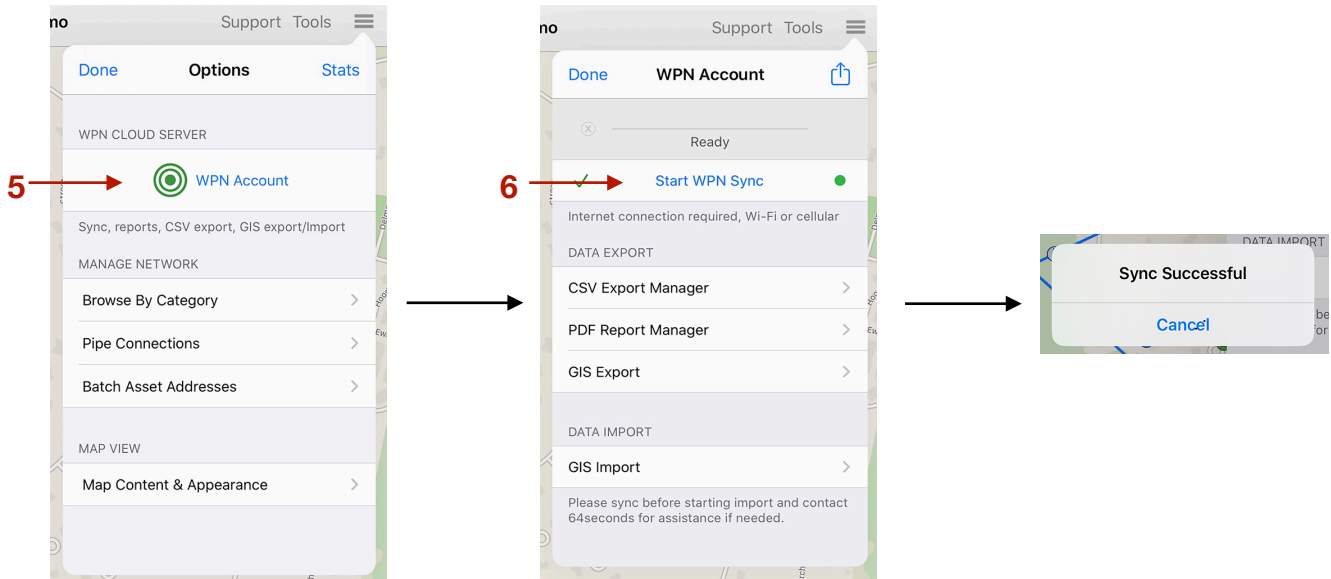 mo
Support Tools
Done Options Stats
WPN CLOUD SERVER
5
WPN Account
Sync, reports, CSV export, GIS export/Import
MANAGE NETWORK
Browse By Category
Pipe Connections
Batch Asset Addresses
MAP VIEW
Map Content & Appearance
mo
Support Tools
Done WPN Account
Ready
6
Start WPN Sync
Internet connection required, Wi-Fi or cellular
DATA EXPORT
CSV Export Manager
PDF Report Manager
GIS Export
DATA IMPORT
GIS Import
Please sync before starting import and contact
64seconds for assistance if needed.
DATA IMPORT
Sync Successful
Cancel
be
for